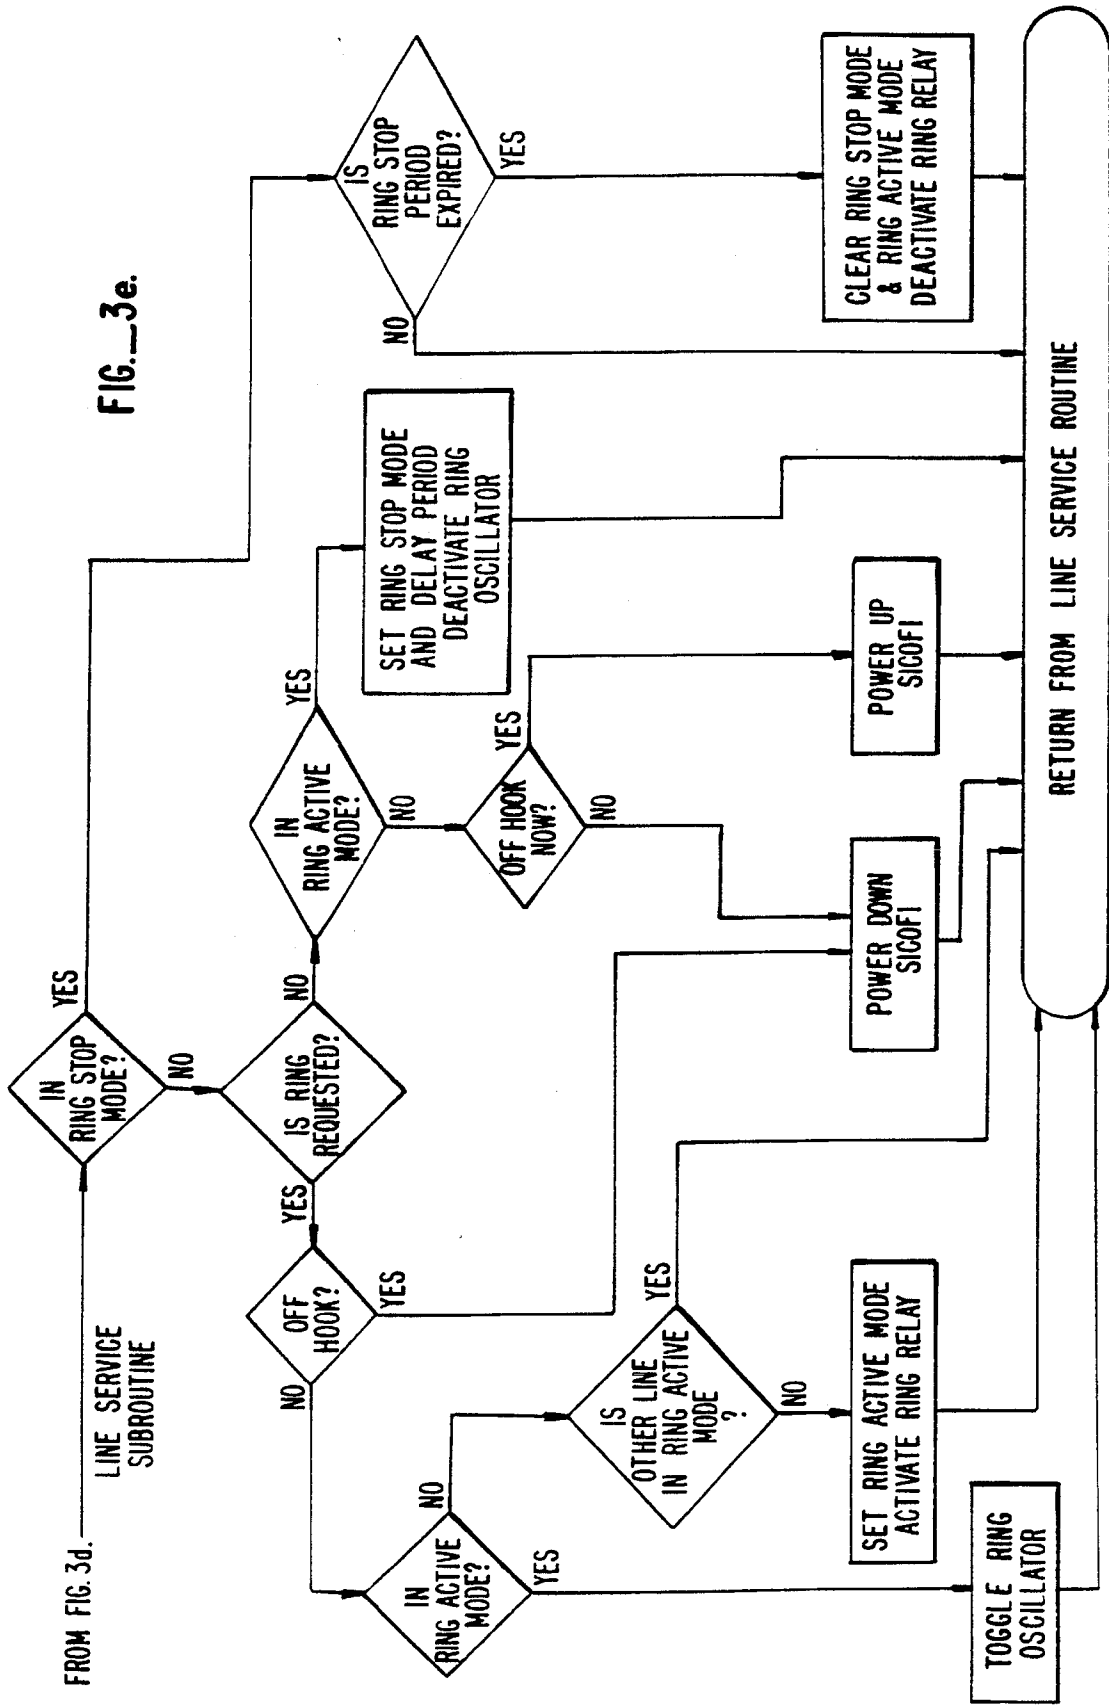 FROM FIG. 3d.
LINE SERVICE
SUBROUTINE
FIG._3e.
IN
RING STOP
MODE?
YES
NO
IS RING
REQUESTED?
YES
NO
OFF
HOOK?
NO
YES
IN
RING ACTIVE
MODE?
YES
NO
IS
RING STOP
PERIOD
EXPIRED?
NO
YES
IN
RING ACTIVE
MODE?
NO
YES
SET RING STOP MODE
AND DELAY PERIOD
DEACTIVATE RING
OSCILLATOR
OFF HOOK
NOW?
YES
NO
IS
OTHER LINE
IN RING ACTIVE
MODE
?
YES
NO
SET RING ACTIVE MODE
ACTIVATE RING RELAY
POWER DOWN
SICOFI
POWER UP
SICOFI
CLEAR RING STOP MODE
& RING ACTIVE MODE
DEACTIVATE RING RELAY
TOGGLE RING
OSCILLATOR
RETURN FROM LINE SERVICE ROUTINE